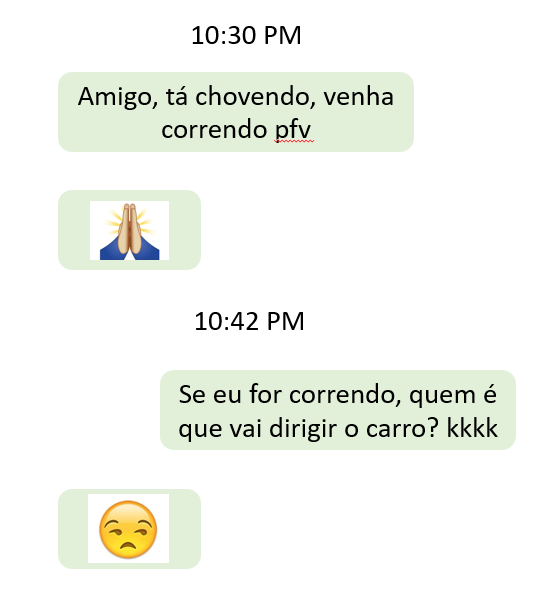 10:30 PM
Amigo, tá chovendo, venha
correndo pfv
10:42 PM
Se eu for correndo, quem é
que vai dirigir o carro? kkkk